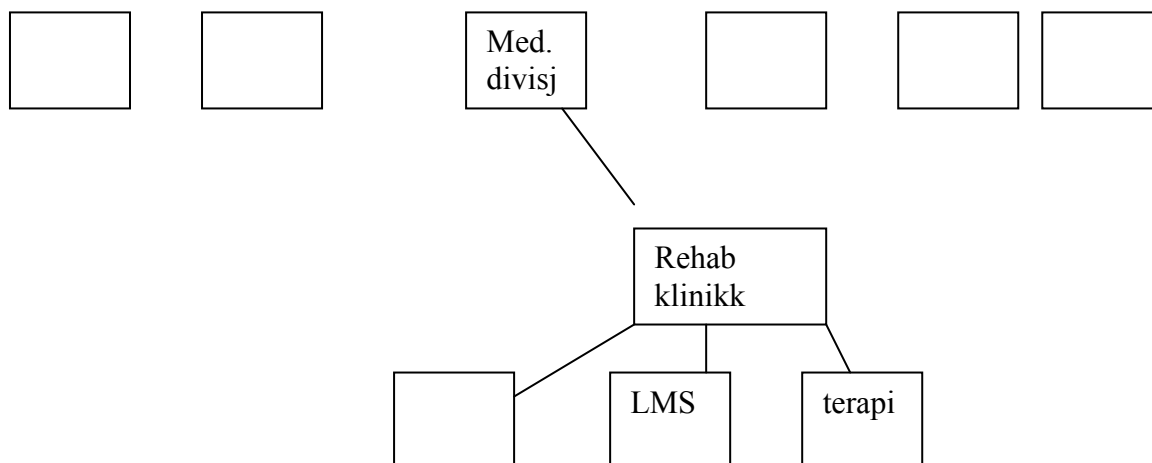 Med.
divisj
Rehab
klinikk
LMS
terapi